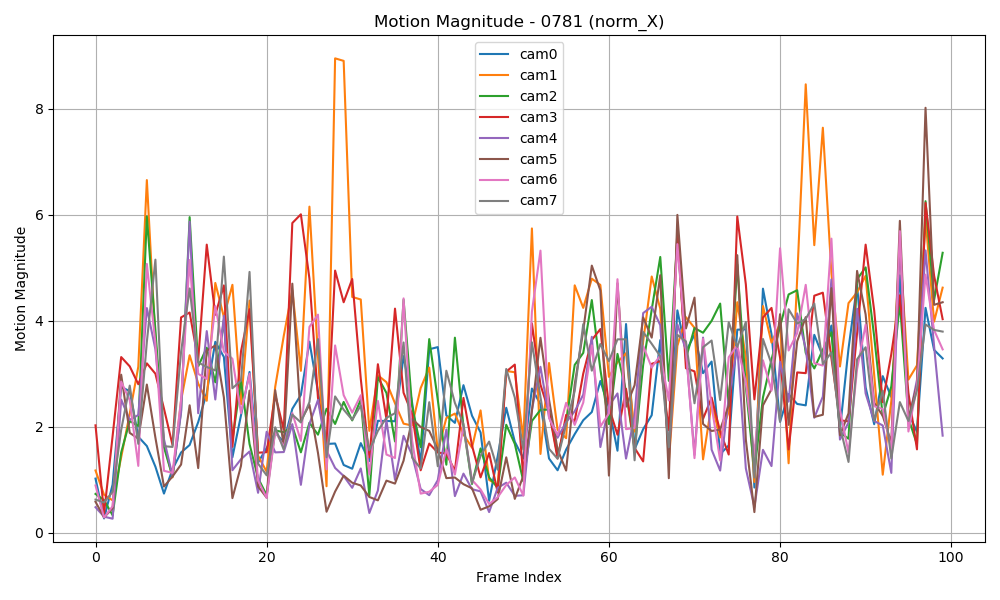 Motion Magnitude - 0781 (norm_X)
cam0
cam1
cam2
cam3
cam4
cam5
cam6
cam7
Motion Magnitude
8
6
4
2
0
0
20
40
60
80
100
Frame Index